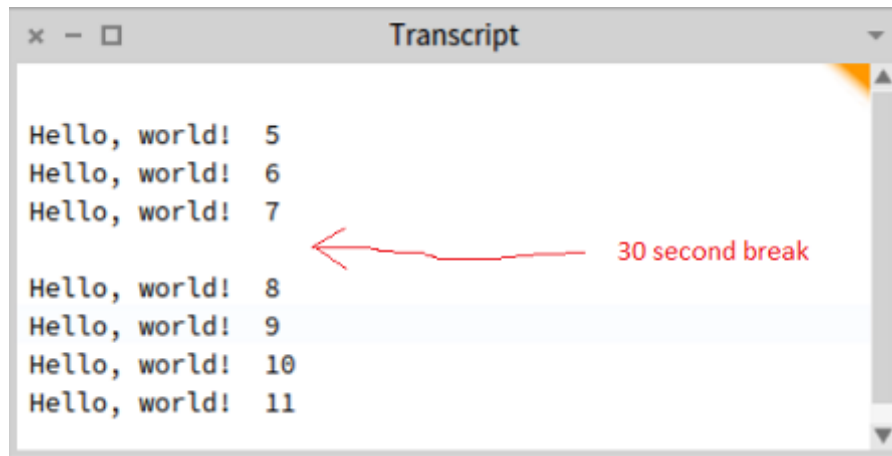 Transcript
Hello, world!  5
Hello, world!  6
Hello, world!  7
30 second break
Hello, world!  8
Hello, world!  9
Hello, world!  10
Hello, world!  11